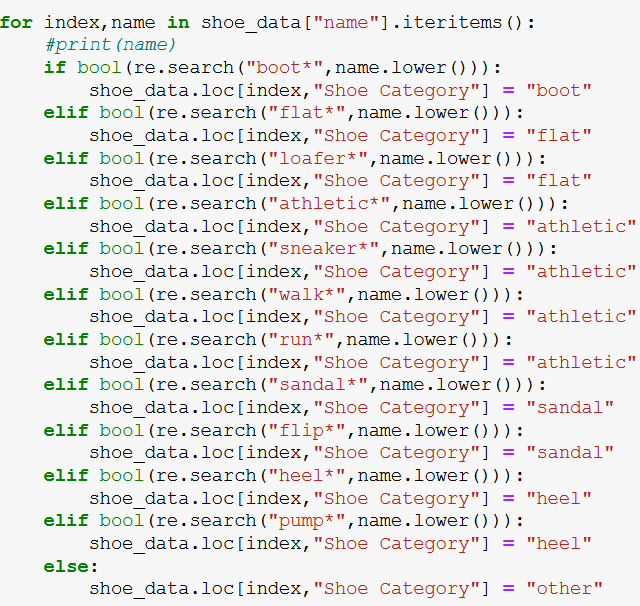 for index,name in shoe_data["name"].iteritems():
    #print(name)
    if bool(re.search("boot*",name.lower())):
        shoe_data.loc[index,"Shoe Category"] = "boot"
    elif bool(re.search("flat*",name.lower())):
        shoe_data.loc[index,"Shoe Category"] = "flat"
    elif bool(re.search("loafer*",name.lower())):
        shoe_data.loc[index,"Shoe Category"] = "flat"
    elif bool(re.search("athletic*",name.lower())):
        shoe_data.loc[index,"Shoe Category"] = "athletic"
    elif bool(re.search("sneaker*",name.lower())):
        shoe_data.loc[index,"Shoe Category"] = "athletic"
    elif bool(re.search("walk*",name.lower())):
        shoe_data.loc[index,"Shoe Category"] = "athletic"
    elif bool(re.search("run*",name.lower())):
        shoe_data.loc[index,"Shoe Category"] = "athletic"
    elif bool(re.search("sandal*",name.lower())):
        shoe_data.loc[index,"Shoe Category"] = "sandal"
    elif bool(re.search("flip*",name.lower())):
        shoe_data.loc[index,"Shoe Category"] = "sandal"
    elif bool(re.search("heel*",name.lower())):
        shoe_data.loc[index,"Shoe Category"] = "heel"
    elif bool(re.search("pump*",name.lower())):
        shoe_data.loc[index,"Shoe Category"] = "heel"
    else:
        shoe_data.loc[index,"Shoe Category"] = "other"